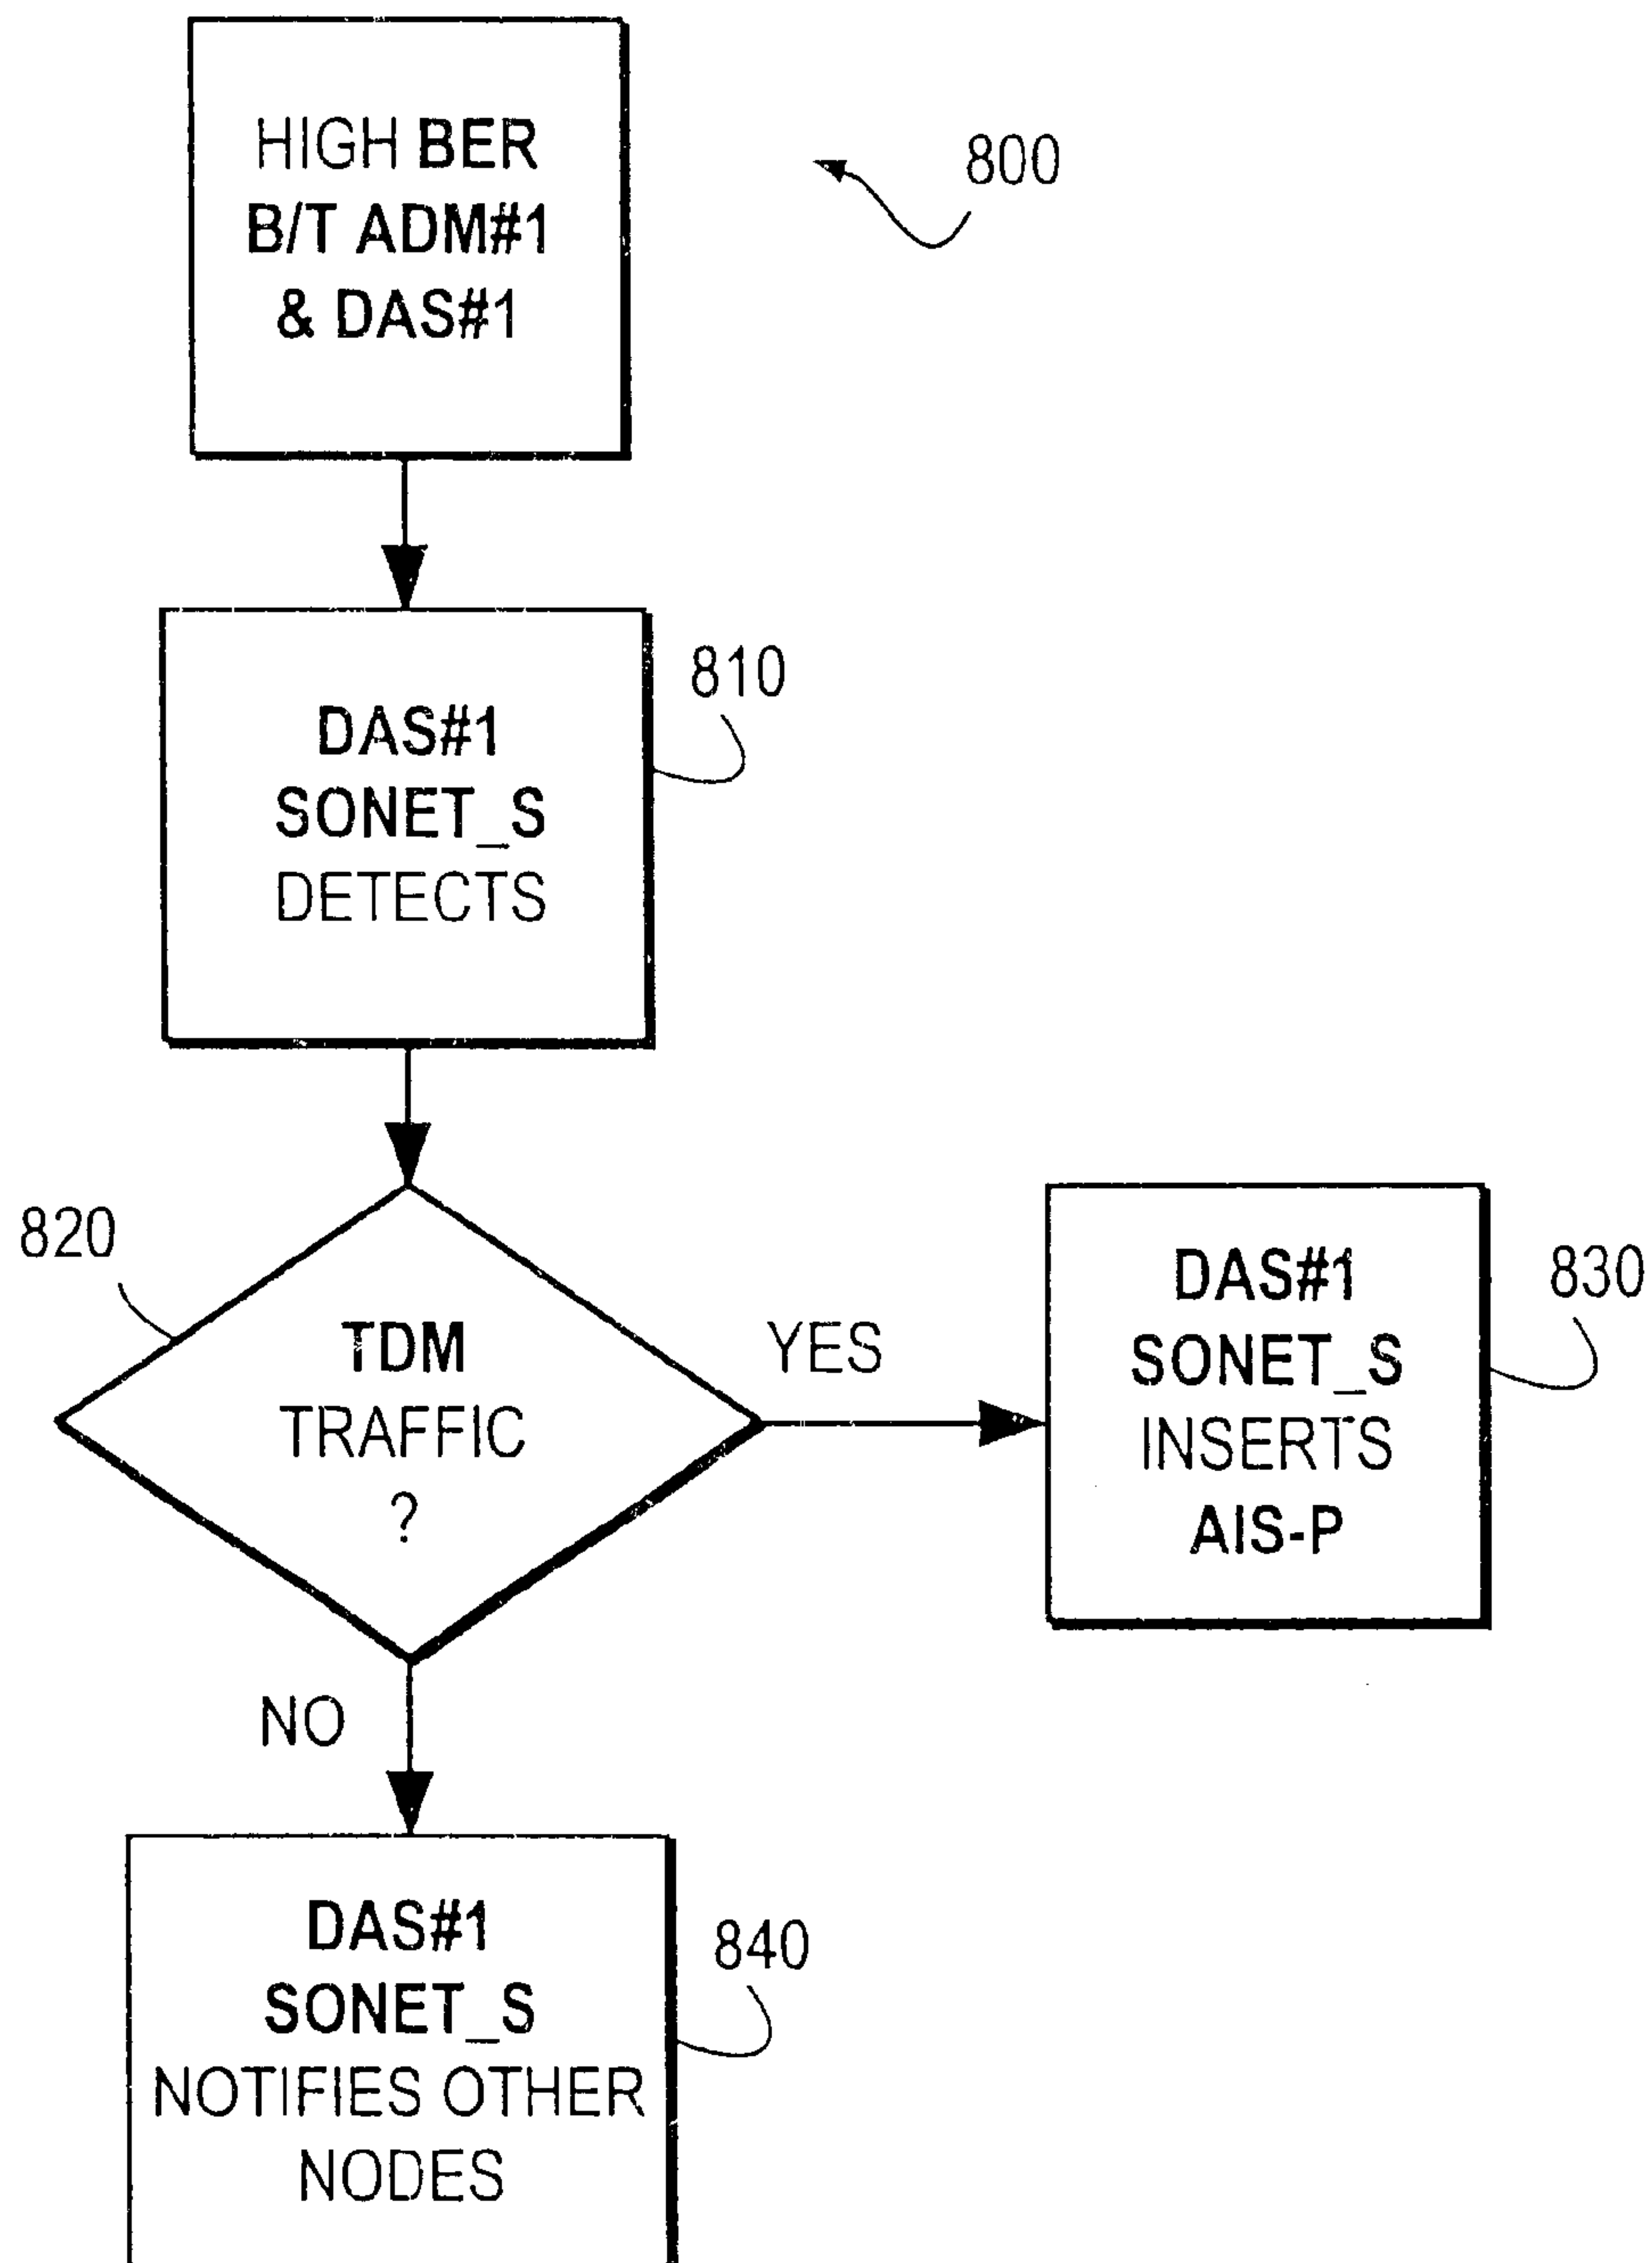 HIGH BER
B/T ADM#1
& DAS#1
800
DAS#1
SONET_S
DETECTS
810
820
TDM
TRAFFIC
?
YES
DAS#1
SONET_S
INSERTS
AIS-P
830
NO
DAS#1
SONET_S
NOTIFIES OTHER
NODES
840